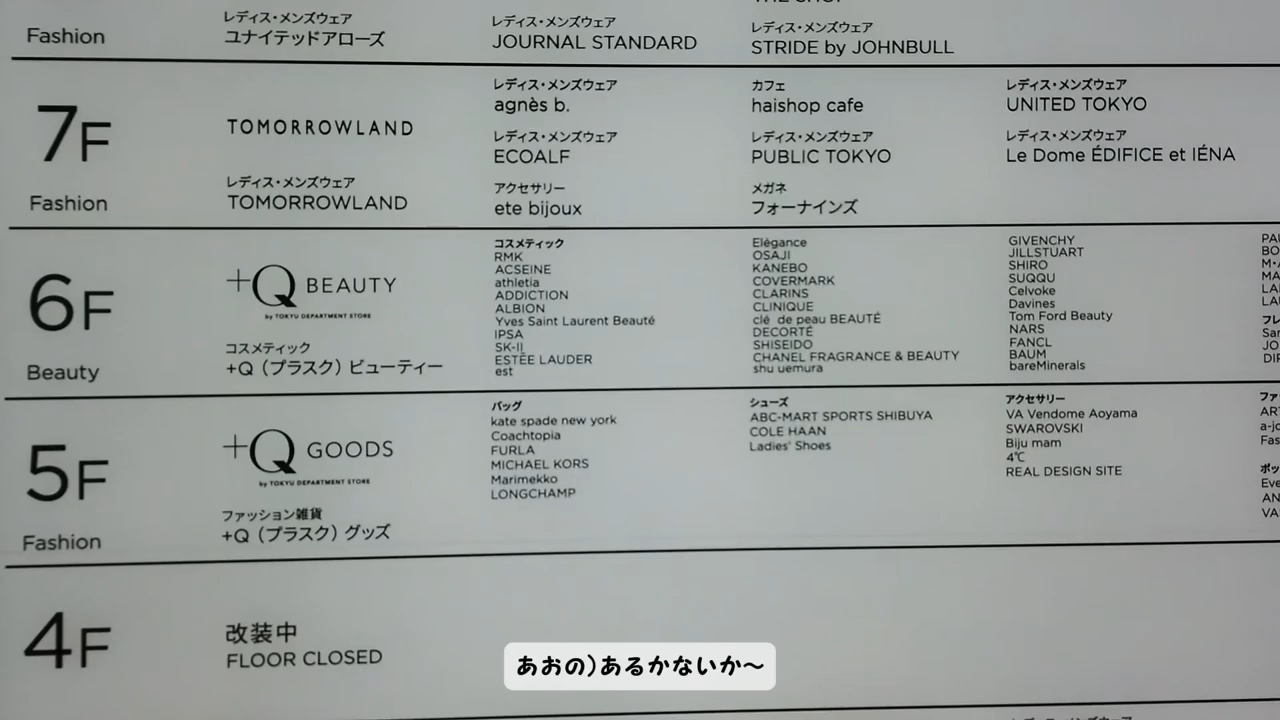 Fashion
レディス・メンズウェア
ユナイテッドアローズ
レディス・メンズウェア
JOURNAL STANDARD
レディス・メンズウェア
STRIDE by JOHNBULL
7F
Fashion
TOMORROWLAND
レディス・メンズウェア
TOMORROWLAND
レディス・メンズウェア
agnès b.
レディス・メンズウェア
ECOALF
アクセサリー
ete bijoux
カフェ
haishop cafe
レディス・メンズウェア
PUBLIC TOKYO
メガネ
フォーナインズ
レディス・メンズウェア
UNITED TOKYO
レディス・メンズウェア
Le Dome ÉDIFICE et IÉNA
6F
Beauty
+Q BEAUTY
by TOKYU DEPARTMENT STORE
コスメティック
+Q（プラスク）ビューティー
コスメティック
RMK
ACSEINE
athletia
ADDICTION
ALBION
Yves Saint Laurent Beauté
IPSA
SK-II
ESTĒE LAUDER
est
Elégance
OSAJI
KANEBO
COVERMARK
CLARINS
CLINIQUE
clé de peau BEAUTÉ
DECORTÉ
SHISEIDO
CHANEL FRAGRANCE & BEAUTY
shu uemura
GIVENCHY
JILLSTUART
SHIRO
SUQQU
Celvoke
Davines
Tom Ford Beauty
NARS
FANCL
BAUM
bareMinerals
5F
Fashion
+Q GOODS
by TOKYU DEPARTMENT STORE
ファッション雑貨
+Q（プラスク）グッズ
バッグ
kate spade new york
Coachtopia
FURLA
MICHAEL KORS
Marimekko
LONGCHAMP
シューズ
ABC-MART SPORTS SHIBUYA
COLE HAAN
Ladies' Shoes
アクセサリー
VA Vendome Aoyama
SWAROVSKI
Biju mam
4℃
REAL DESIGN SITE
4F
改装中
FLOOR CLOSED
あおの）あるかないか〜